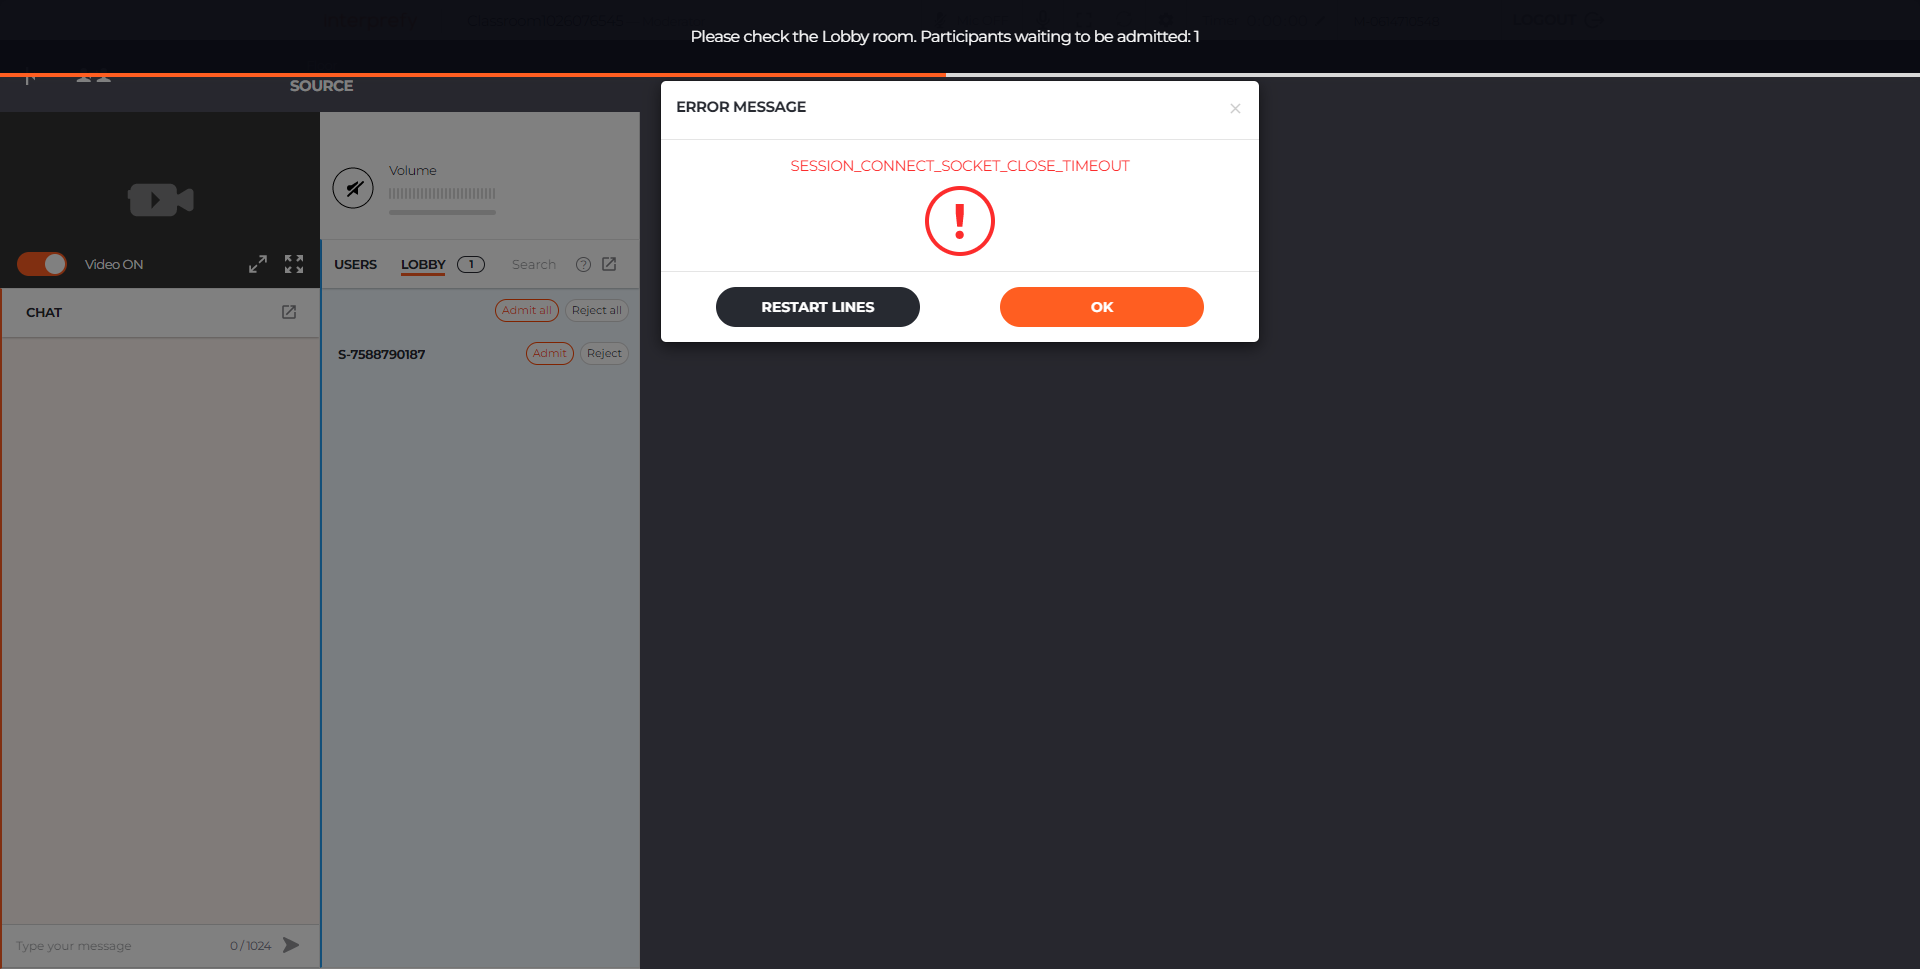 Please check the Lobby room. Participants waiting to be admitted: 1
SOURCE
ERROR MESSAGE
SESSION_CONNECT_SOCKET_CLOSE_TIMEOUT
RESTART LINES
OK
Volume
Video ON
USERS
LOBBY
1
Search
Admit all
Reject all
CHAT
S-7588790187
Admit
Reject
Type your message
0 / 1024